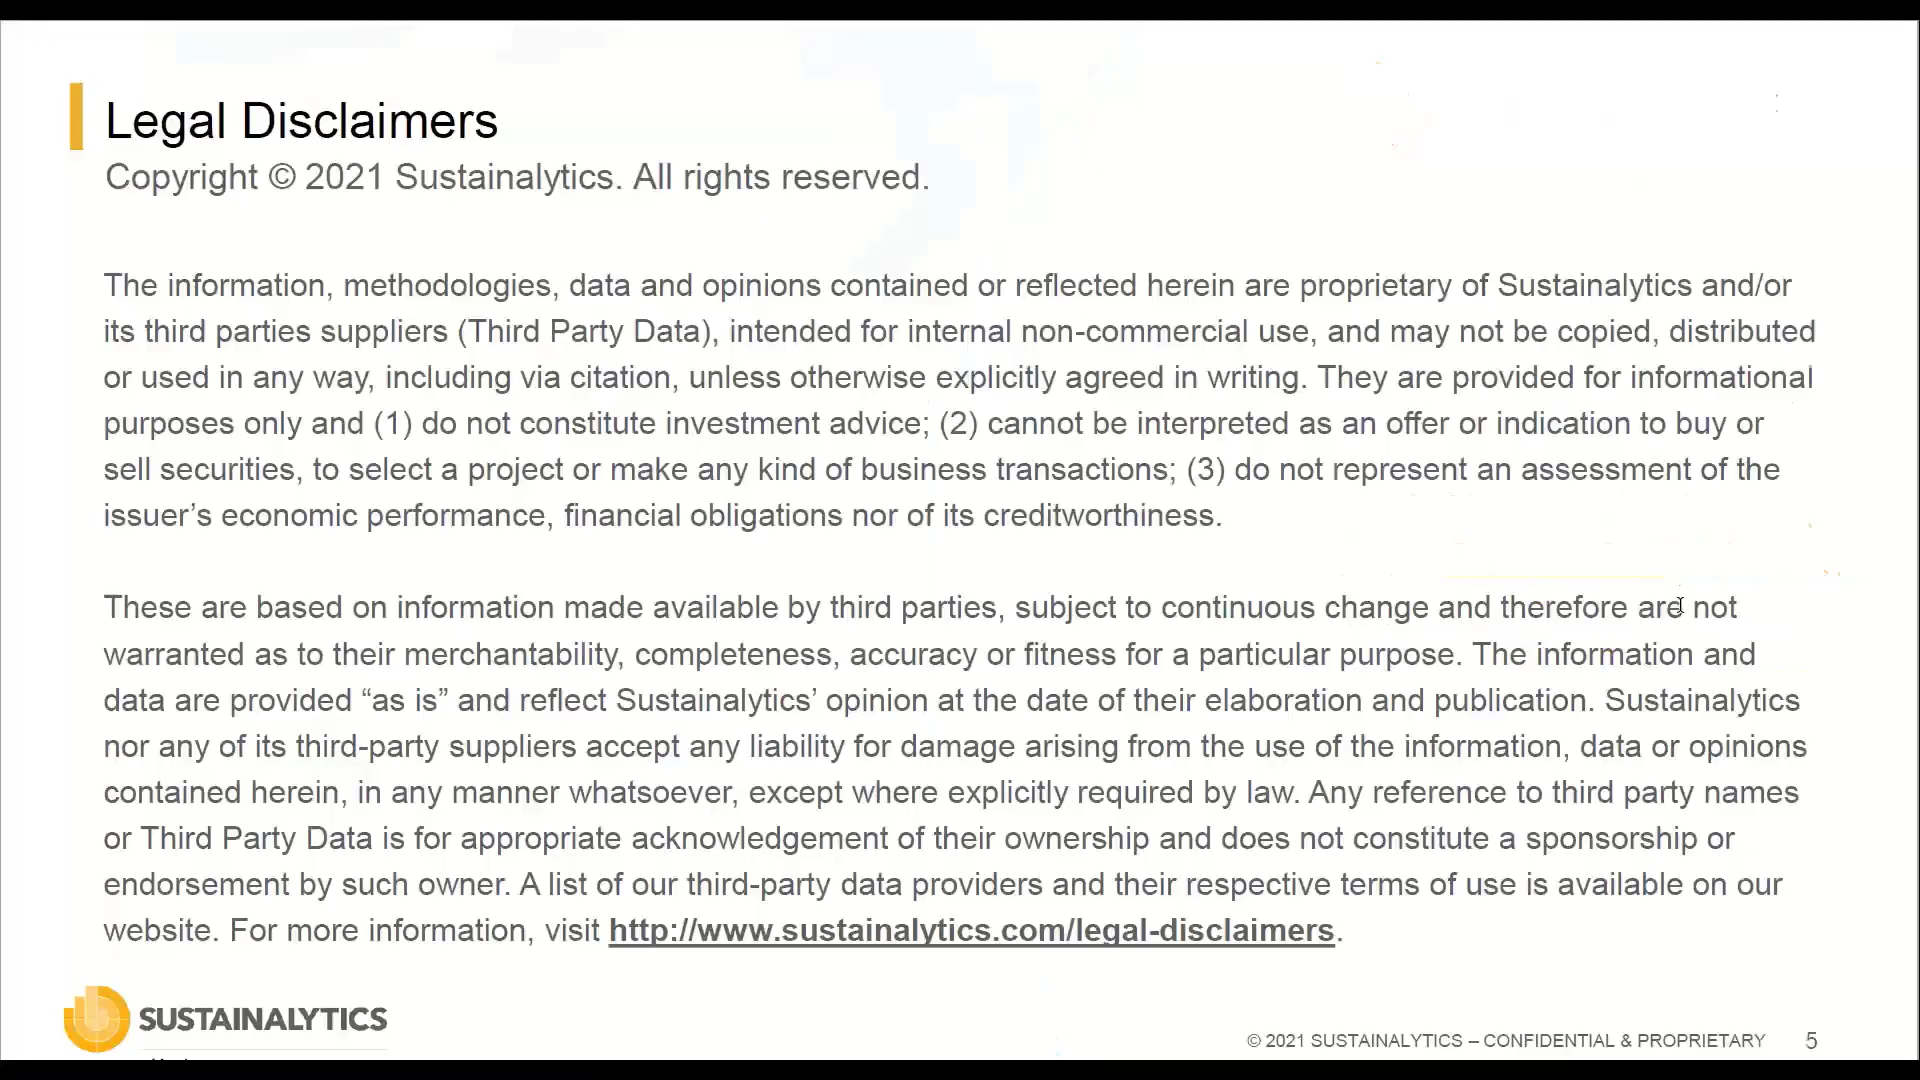 Legal Disclaimers
Copyright © 2021 Sustainalytics. All rights reserved.
The information, methodologies, data and opinions contained or reflected herein are proprietary of Sustainalytics and/or
its third parties suppliers (Third Party Data), intended for internal non-commercial use, and may not be copied, distributed
or used in any way, including via citation, unless otherwise explicitly agreed in writing. They are provided for informational
purposes only and (1) do not constitute investment advice; (2) cannot be interpreted as an offer or indication to buy or
sell securities, to select a project or make any kind of business transactions; (3) do not represent an assessment of the
issuer’s economic performance, financial obligations nor of its creditworthiness.
These are based on information made available by third parties, subject to continuous change and therefore are not
warranted as to their merchantability, completeness, accuracy or fitness for a particular purpose. The information and
data are provided “as is” and reflect Sustainalytics’ opinion at the date of their elaboration and publication. Sustainalytics
nor any of its third-party suppliers accept any liability for damage arising from the use of the information, data or opinions
contained herein, in any manner whatsoever, except where explicitly required by law. Any reference to third party names
or Third Party Data is for appropriate acknowledgement of their ownership and does not constitute a sponsorship or
endorsement by such owner. A list of our third-party data providers and their respective terms of use is available on our
website. For more information, visit http://www.sustainalytics.com/legal-disclaimers.
SUSTAINALYTICS
© 2021 SUSTAINALYTICS – CONFIDENTIAL & PROPRIETARY 5